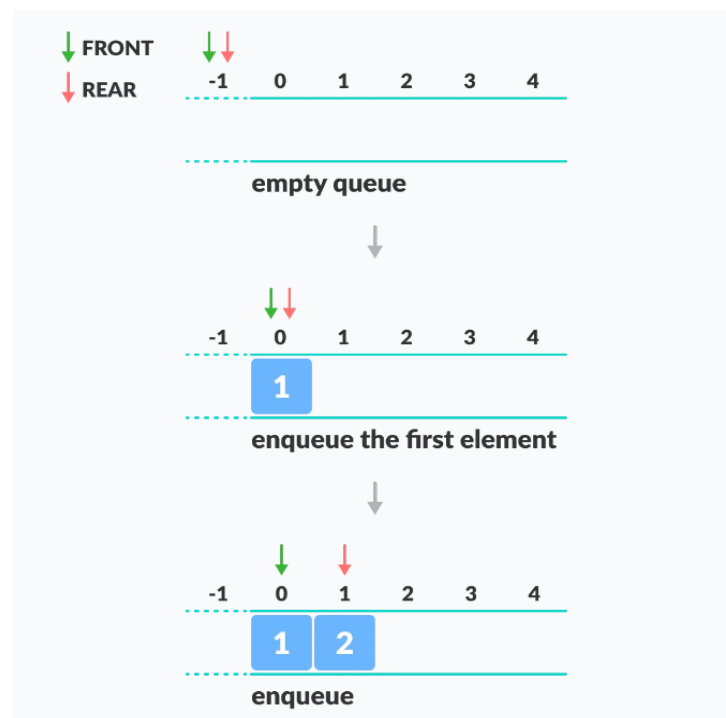 FRONT
REAR
-1 0 1 2 3 4
empty queue
-1 0 1 2 3 4
1
enqueue the first element
-1 0 1 2 3 4
1 2
enqueue